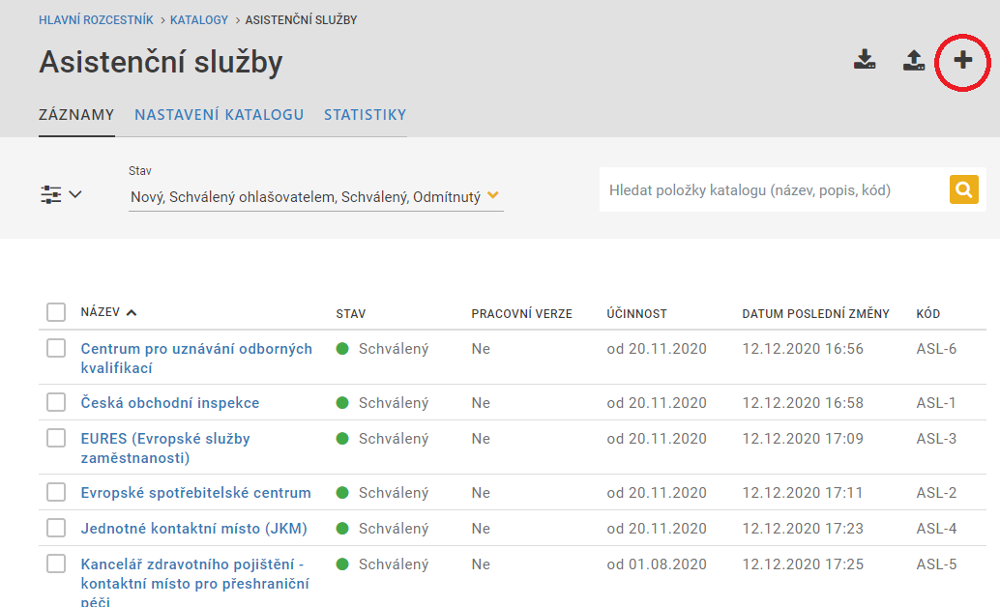 HLAVNÍ ROZCESTNÍK > KATALOGY > ASISTENČNÍ SLUŽBY
Asistenční služby
ZÁZNAMY NASTAVENÍ KATALOGU STATISTIKY
Stav
Nový, Schválený ohlašovatelem, Schválený, Odmítnutý
Hledat položky katalogu (název, popis, kód)
NÁZEV STAV PRACOVNÍ VERZE ÚČINNOST DATUM POSLEDNÍ ZMĚNY KÓD
Centrum pro uznávání odborných Schválený Ne od 20.11.2020 12.12.2020 16:56 ASL-6
kvalifikací
Česká obchodní inspekce Schválený Ne od 20.11.2020 12.12.2020 16:58 ASL-1
EURES (Evropské služby Schválený Ne od 20.11.2020 12.12.2020 17:09 ASL-3
zaměstnanosti)
Evropské spotřebitelské centrum Schválený Ne od 20.11.2020 12.12.2020 17:11 ASL-2
Jednotné kontaktní místo (JKM) Schválený Ne od 20.11.2020 12.12.2020 17:23 ASL-4
Kancelář zdravotního pojištění - Schválený Ne od 01.08.2020 12.12.2020 17:25 ASL-5
kontaktní místo pro přeshraniční
péči